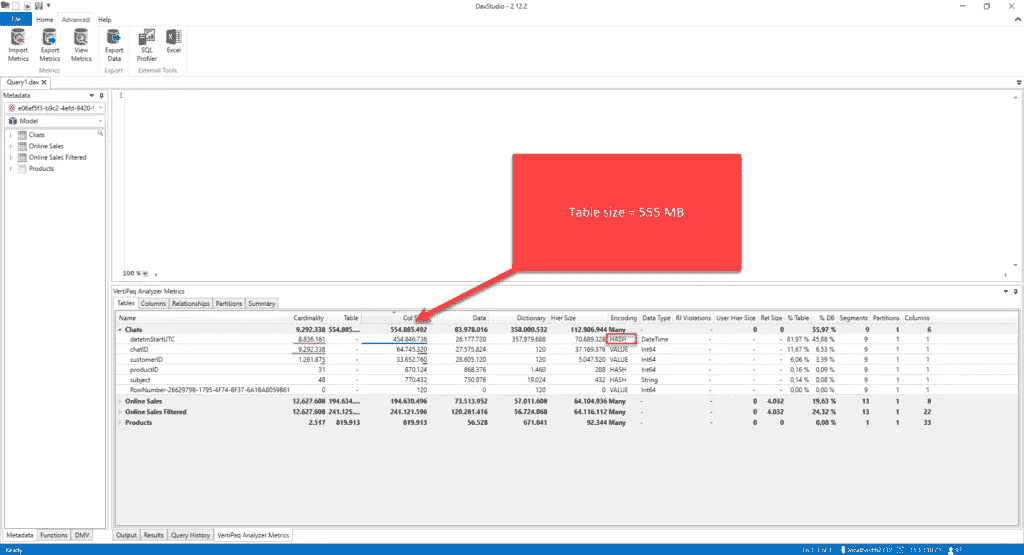 DaxStudio - 2.12.2
File Home Advanced Help
Import Metrics
Export Metrics
View Metrics
Export Data
SQL Profiler
Excel
Metrics Export External Tools
Query1.dax
Metadata
Model
Chats
Online Sales
Online Sales Filtered
Products
1
Table size = 555 MB
100 %
VertiPaq Analyzer Metrics
Tables Columns Relationships Partitions Summary
Name Cardinality Table Col Data Dictionary Hier Size Encoding Data Type RI Violations User Hier Size Rel Size % Table % DB Segments Partitions Columns
Chats 9.292.338 554.885.... 554.885.492 83.978.016 358.000.532 112.906.944 Many - 0 0 55,97 % 9 1 6
datetmStartUTC 8.836.161 - 454.846.736 26.177.720 357.979.688 70.689.328 HASH DateTime - - - 81,97 % 45,88 % 9 1 1
chatID 9.292.338 - 64.745.320 27.575.824 120 37.169.376 VALUE Int64 - - - 11,67 % 6,53 % 9 1 1
customerID 1.261.875 - 33.652.760 28.605.120 120 5.047.520 VALUE Int64 - - - 6,06 % 3,39 % 9 1 1
productID 31 - 870.124 868.376 1.460 288 HASH Int64 - - - 0,16 % 0,09 % 9 1 1
subject 48 - 770.432 750.976 19.024 432 HASH String - - - 0,14 % 0,08 % 9 1 1
0 - 120 0 120 0 VALUE Int64 - - - 0,00 % 0,00 % 9 1 1
Online Sales 12.627.608 194.634.... 194.630.496 73.513.952 57.011.608 64.104.936 Many - 0 4.032 19,63 % 13 1 8
Online Sales Filtered 12.627.608 241.125.... 241.121.596 120.281.416 56.724.068 64.116.112 Many - 0 4.032 24,32 % 13 1 22
Products 2.517 819.913 819.913 56.528 671.041 92.344 Many - 0 0 0,08 % 1 1 33
Metadata Functions DMV
Output Results Query History VertiPaq Analyzer Metrics
Ready